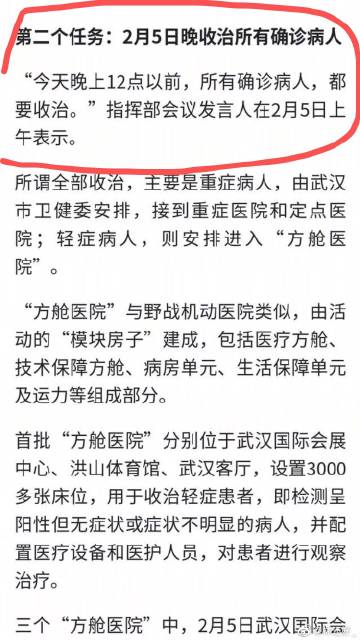 第二个任务：2月5日晚收治所有确诊病人
“今天晚上12点以前，所有确诊病人，都
要收治。”指挥部会议发言人在2月5日上
午表示。
所谓全部收治，主要是重症病人，由武汉
市卫健委安排，接到重症医院和定点医
院；轻症病人，则安排进入“方舱医
院”。
“方舱医院”与野战机动医院类似，由活
动的“模块房子”建成，包括医疗方舱、
技术保障方舱、病房单元、生活保障单元
及运力等组成部分。
首批“方舱医院”分别位于武汉国际会展
中心、洪山体育馆、武汉客厅，设置3000
多张床位，用于收治轻症患者，即检测呈
阳性但无症状或症状不明显的病人，并配
置医疗设备和医护人员，对患者进行观察
治疗。
三个“方舱医院”中，2月5日武汉国际会